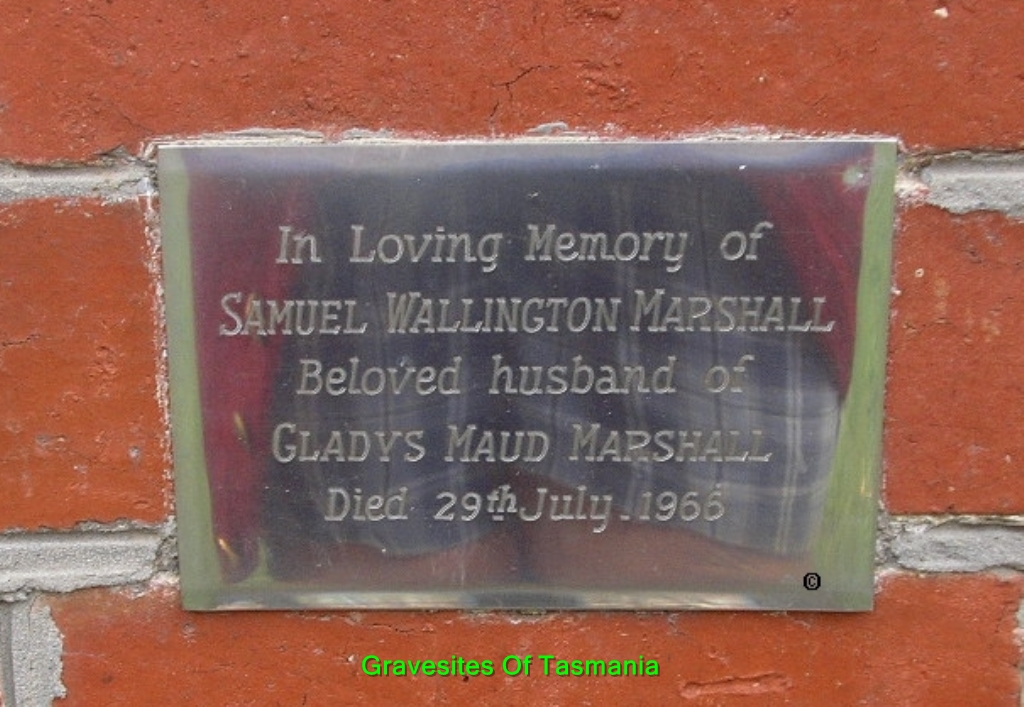 In Loving Memory of
SAMUEL WALLINGTON MARSHALL
Beloved husband of
GLADYS MAUD MARSHALL
Died 29th July. 1966
©
Gravesites Of Tasmania